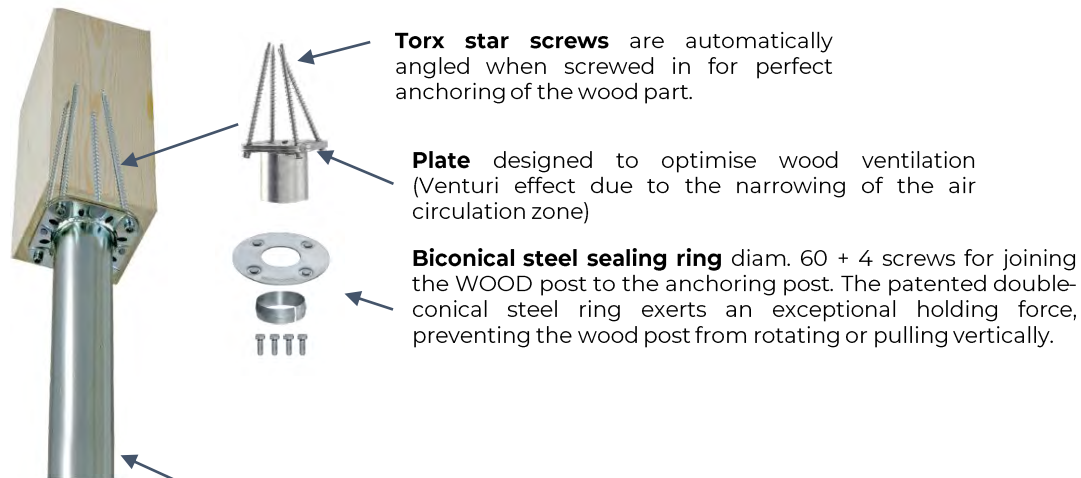 Torx star screws are automatically
angled when screwed in for perfect
anchoring of the wood part.
Plate designed to optimise wood ventilation
(Venturi effect due to the narrowing of the air
circulation zone)
Biconical steel sealing ring diam. 60 + 4 screws for joining
the WOOD post to the anchoring post. The patented double-
conical steel ring exerts an exceptional holding force,
preventing the wood post from rotating or pulling vertically.